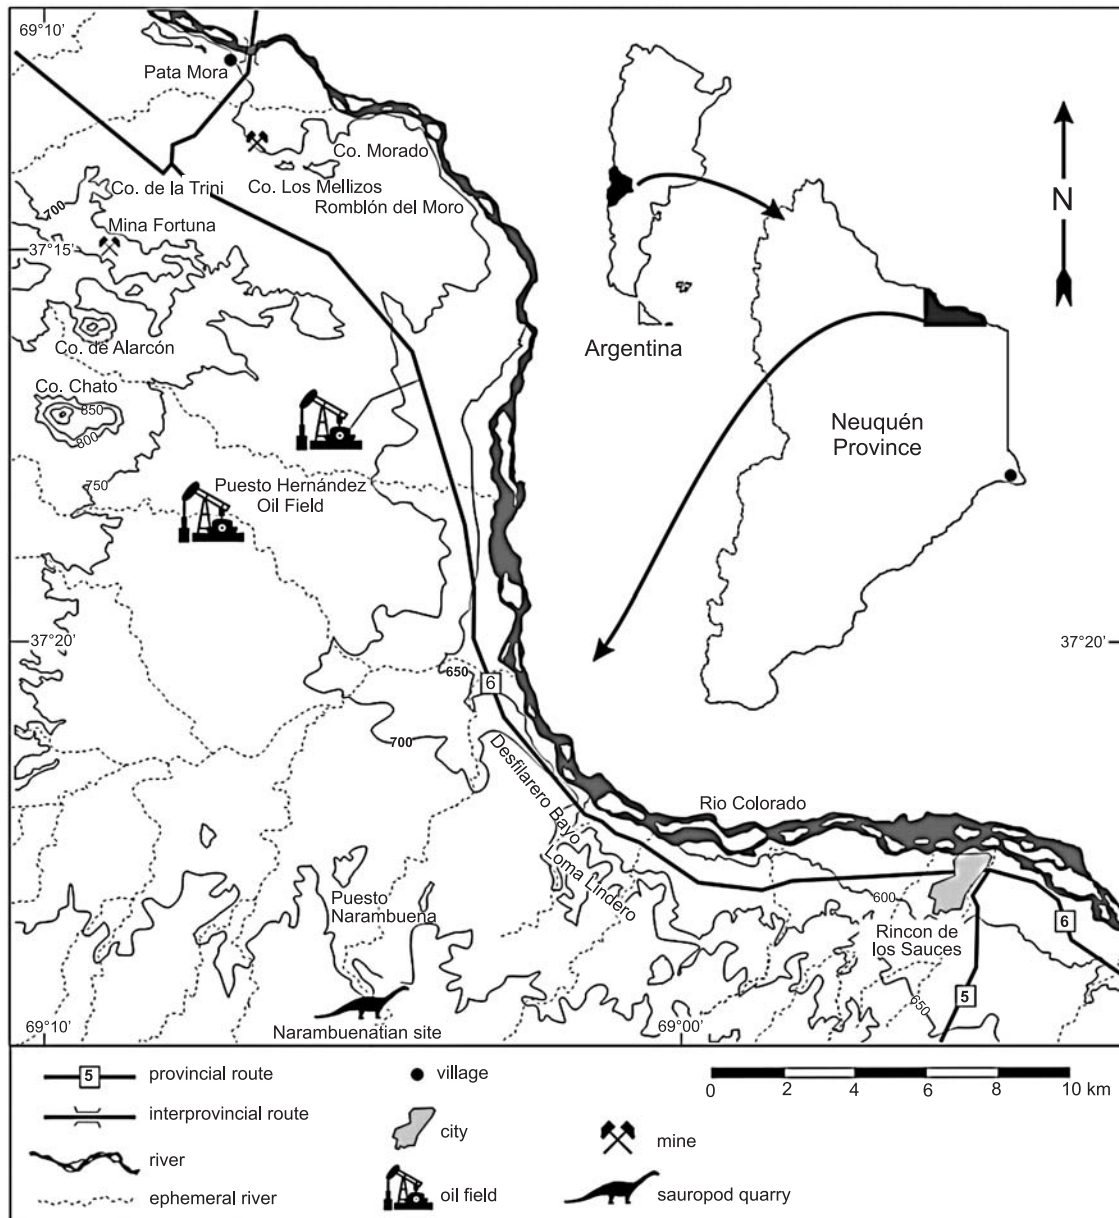 69°10'
Pata Mora
Co. Morado
Co. de la Trini
Co. Los Mellizos
Romblón del Moro
700
Mina Fortuna
37°15'
N
Co. de Alarcón
Argentina
Co. Chato
850
800
750
Neuquén
Province
Puesto Hernández
Oil Field
37°20'
37°20'
650
6
700
Desfilarero Bayo
Rio Colorado
Loma Lindero
Puesto
Narambuena
600
Rincon de
los Sauces
6
650
5
Narambuenatian site
69°10'
69°00'
5
provincial route
interprovincial route
river
ephemeral river
village
city
oil field
mine
sauropod quarry
0 2 4 6 8 10 km